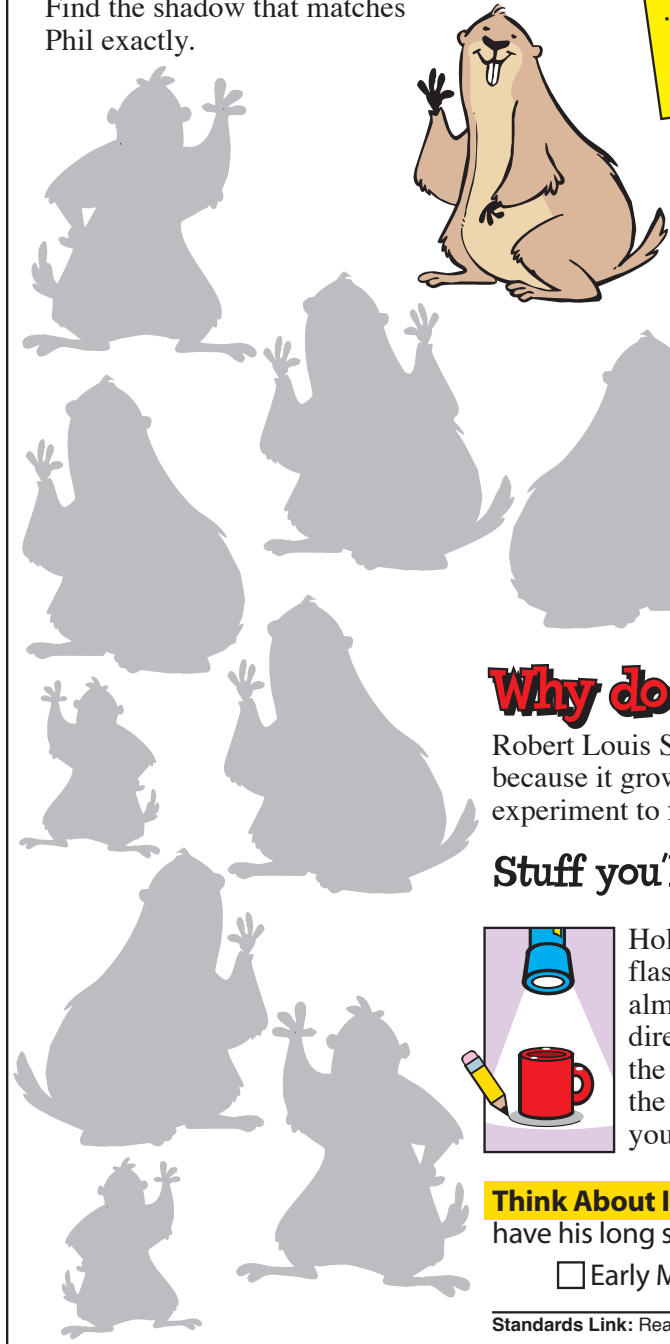 Find the shadow that matches
Phil exactly.
Why do
Robert Louis S
because it grow
experiment to
Stuff you'
Hol
flas
alm
dire
the
the
you
Think About I
have his long s
Early M
Standards Link: Rea